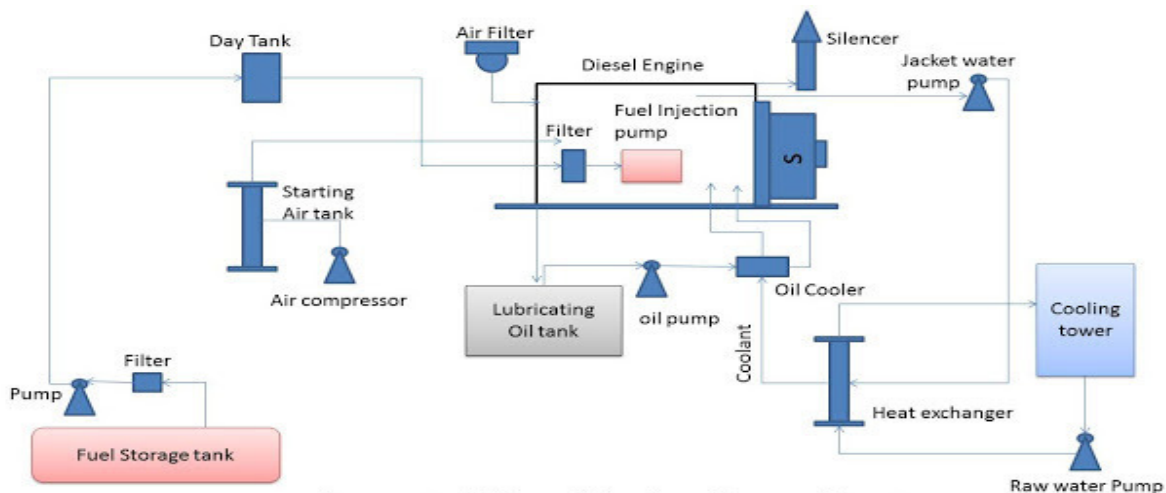 Day Tank
Air Filter
Silencer
Diesel Engine
Jacket water
pump
Fuel Injection
pump
Filter
S
Starting
Air tank
Air compressor
Oil Cooler
Lubricating
Oil tank
oil pump
Coolant
Cooling
tower
Filter
Pump
Heat exchanger
Fuel Storage tank
Raw water Pump